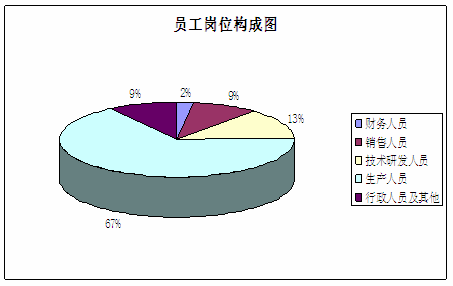 员工岗位构成图
9%
2%
9%
13%
67%
财务人员
销售人员
技术研发人员
生产人员
行政人员及其他